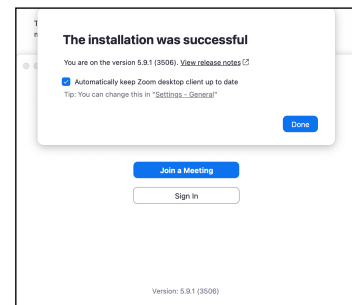 The installation was successful
You are on the version 5.9.1 (3506). View release notes
Automatically keep Zoom desktop client up to date
Tip: You can change this in "Settings - General"
Done
Join a Meeting
Sign In
Version: 5.9.1 (3506)